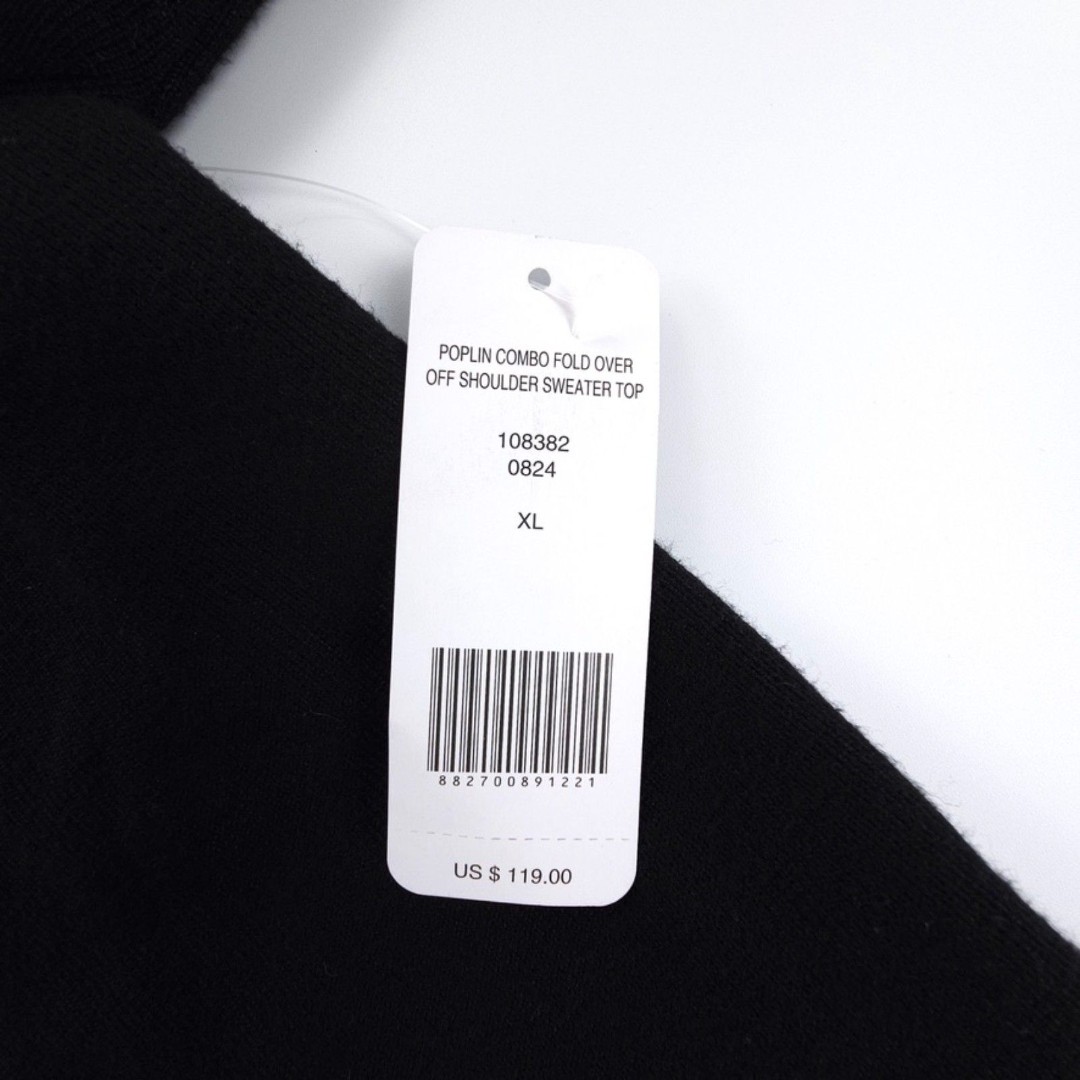 POPLIN COMBO FOLD OVER
OFF SHOULDER SWEATER TOP
108382
0824
XL
882700891221
US $ 119.00